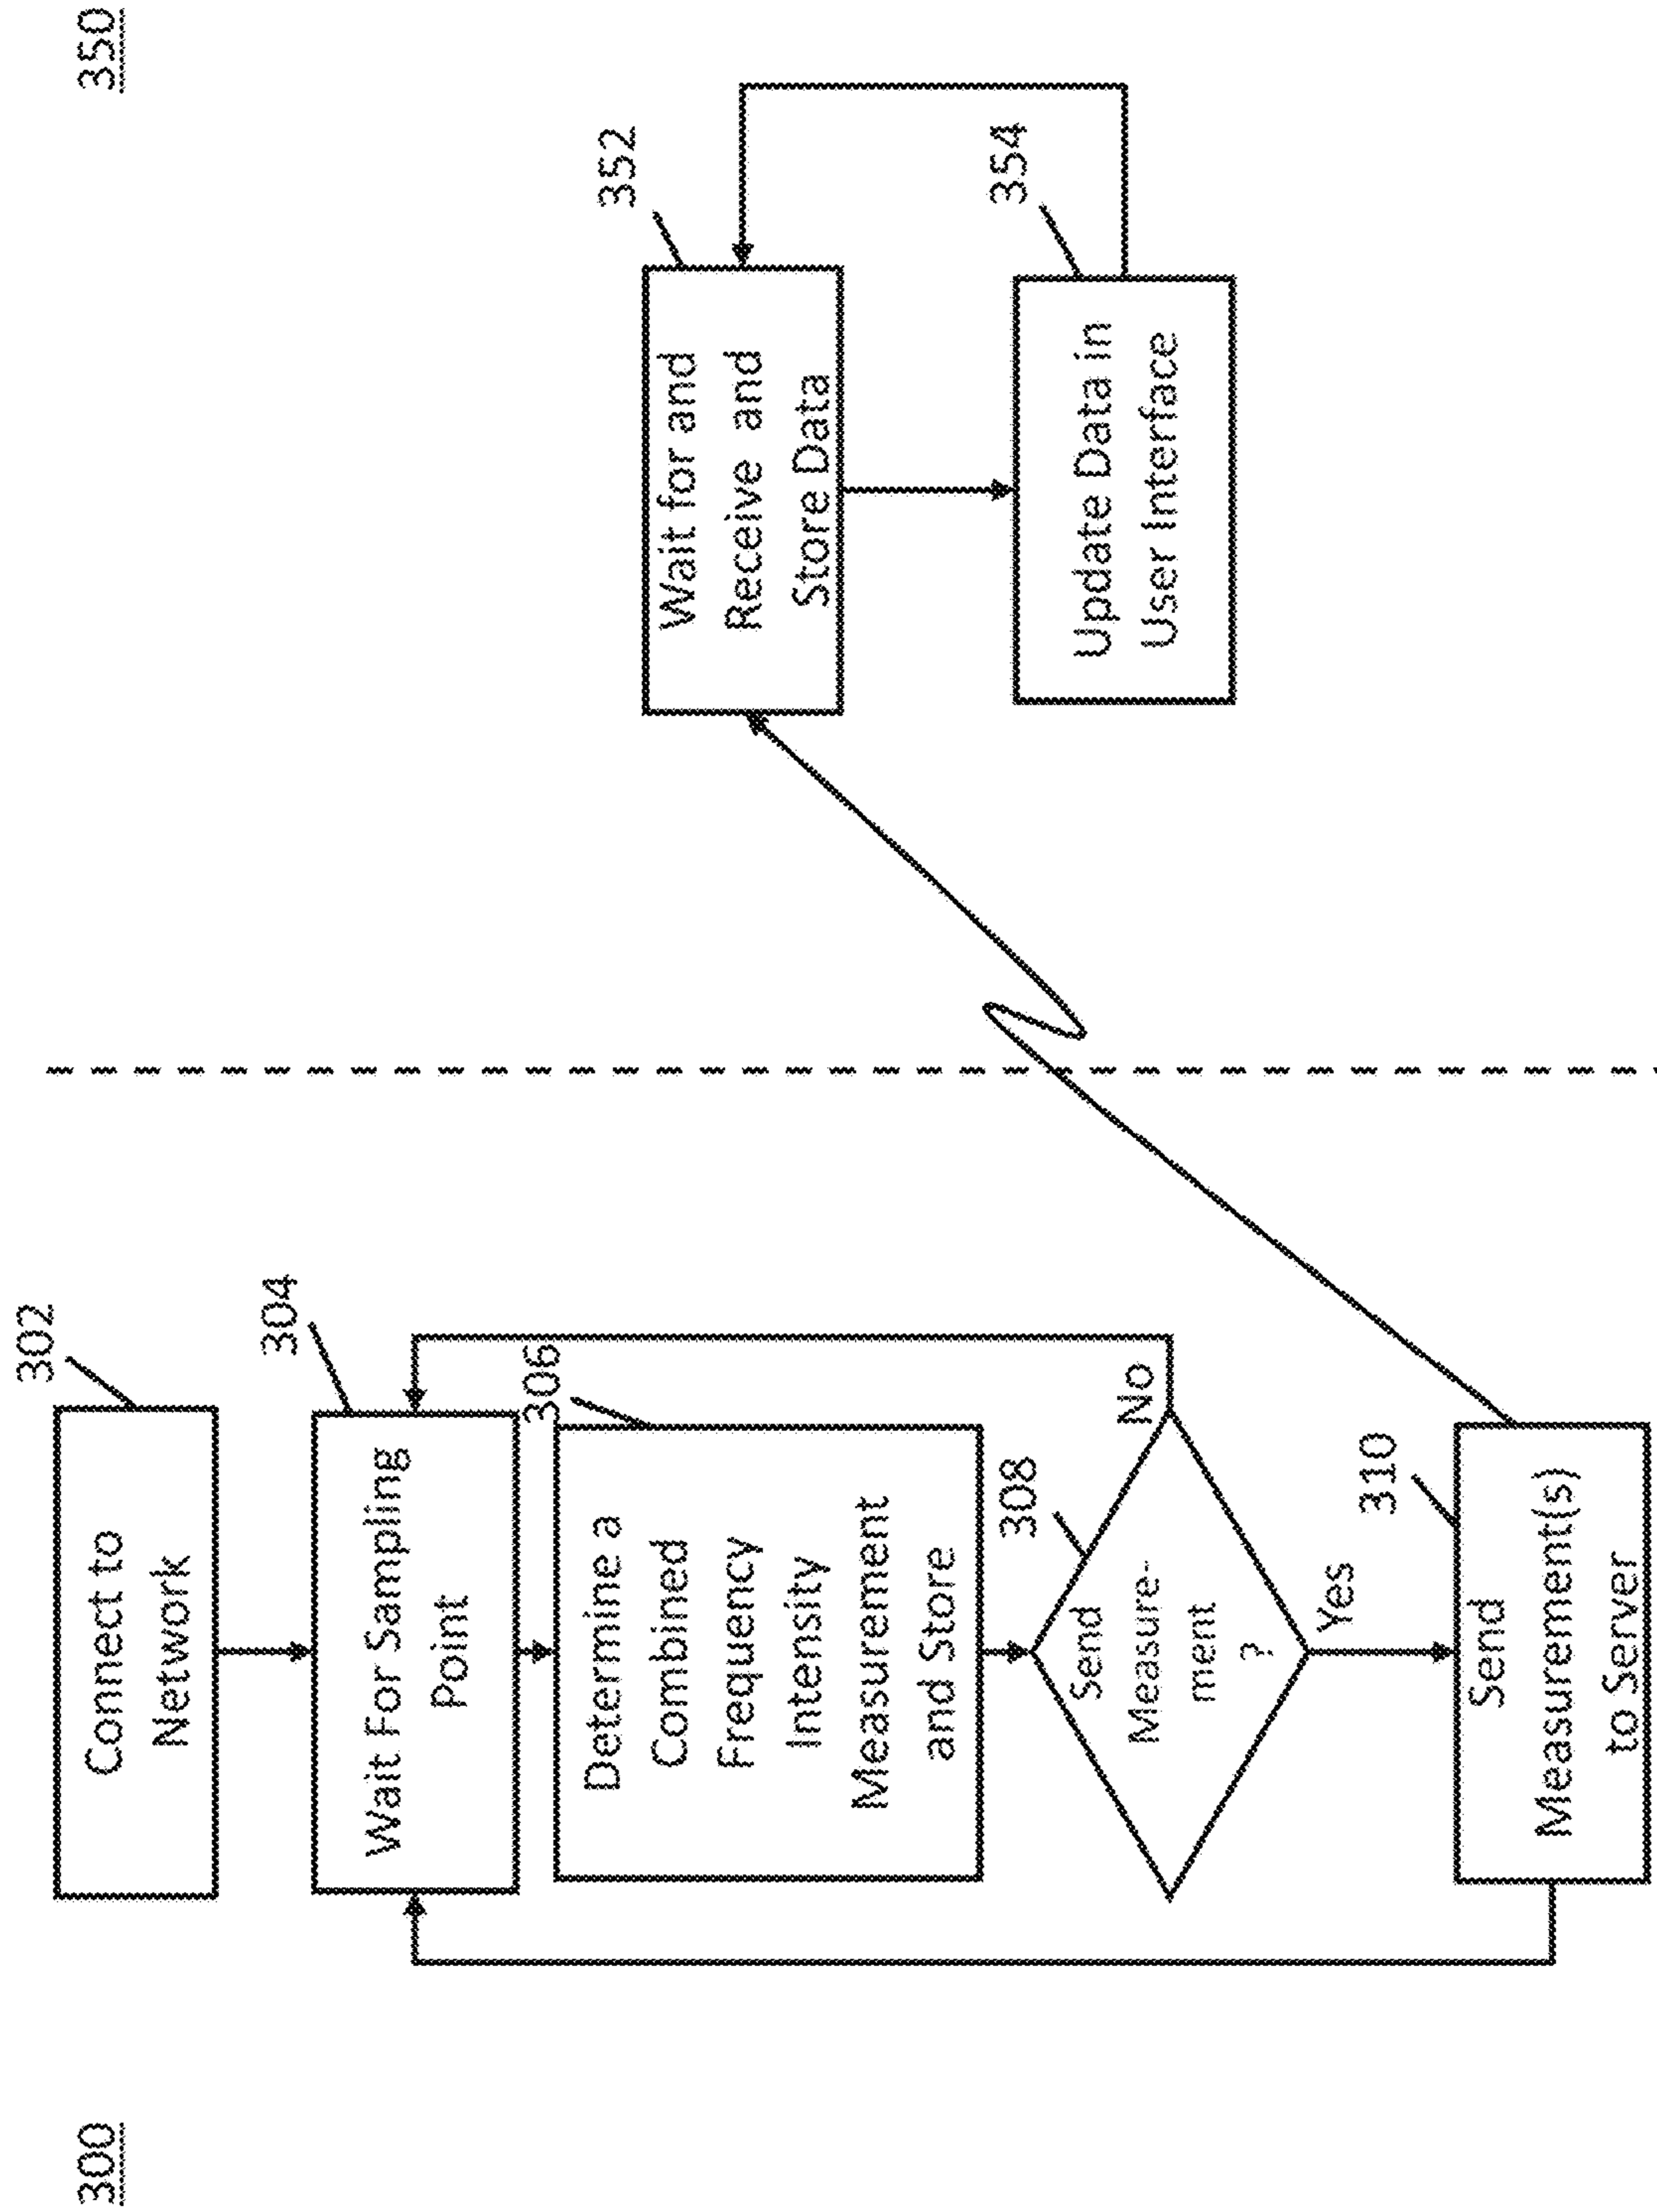 300
350
302
Connect to
Network
304
Wait For Sampling
Point
306
Determine a
Combined
Frequency
Intensity
Measurement
and Store
308
Send
Measure-
ment
?
No
Yes
310
Send
Measurement(s)
to Server
352
Wait for and
Receive and
Store Data
354
Update Data in
User Interface